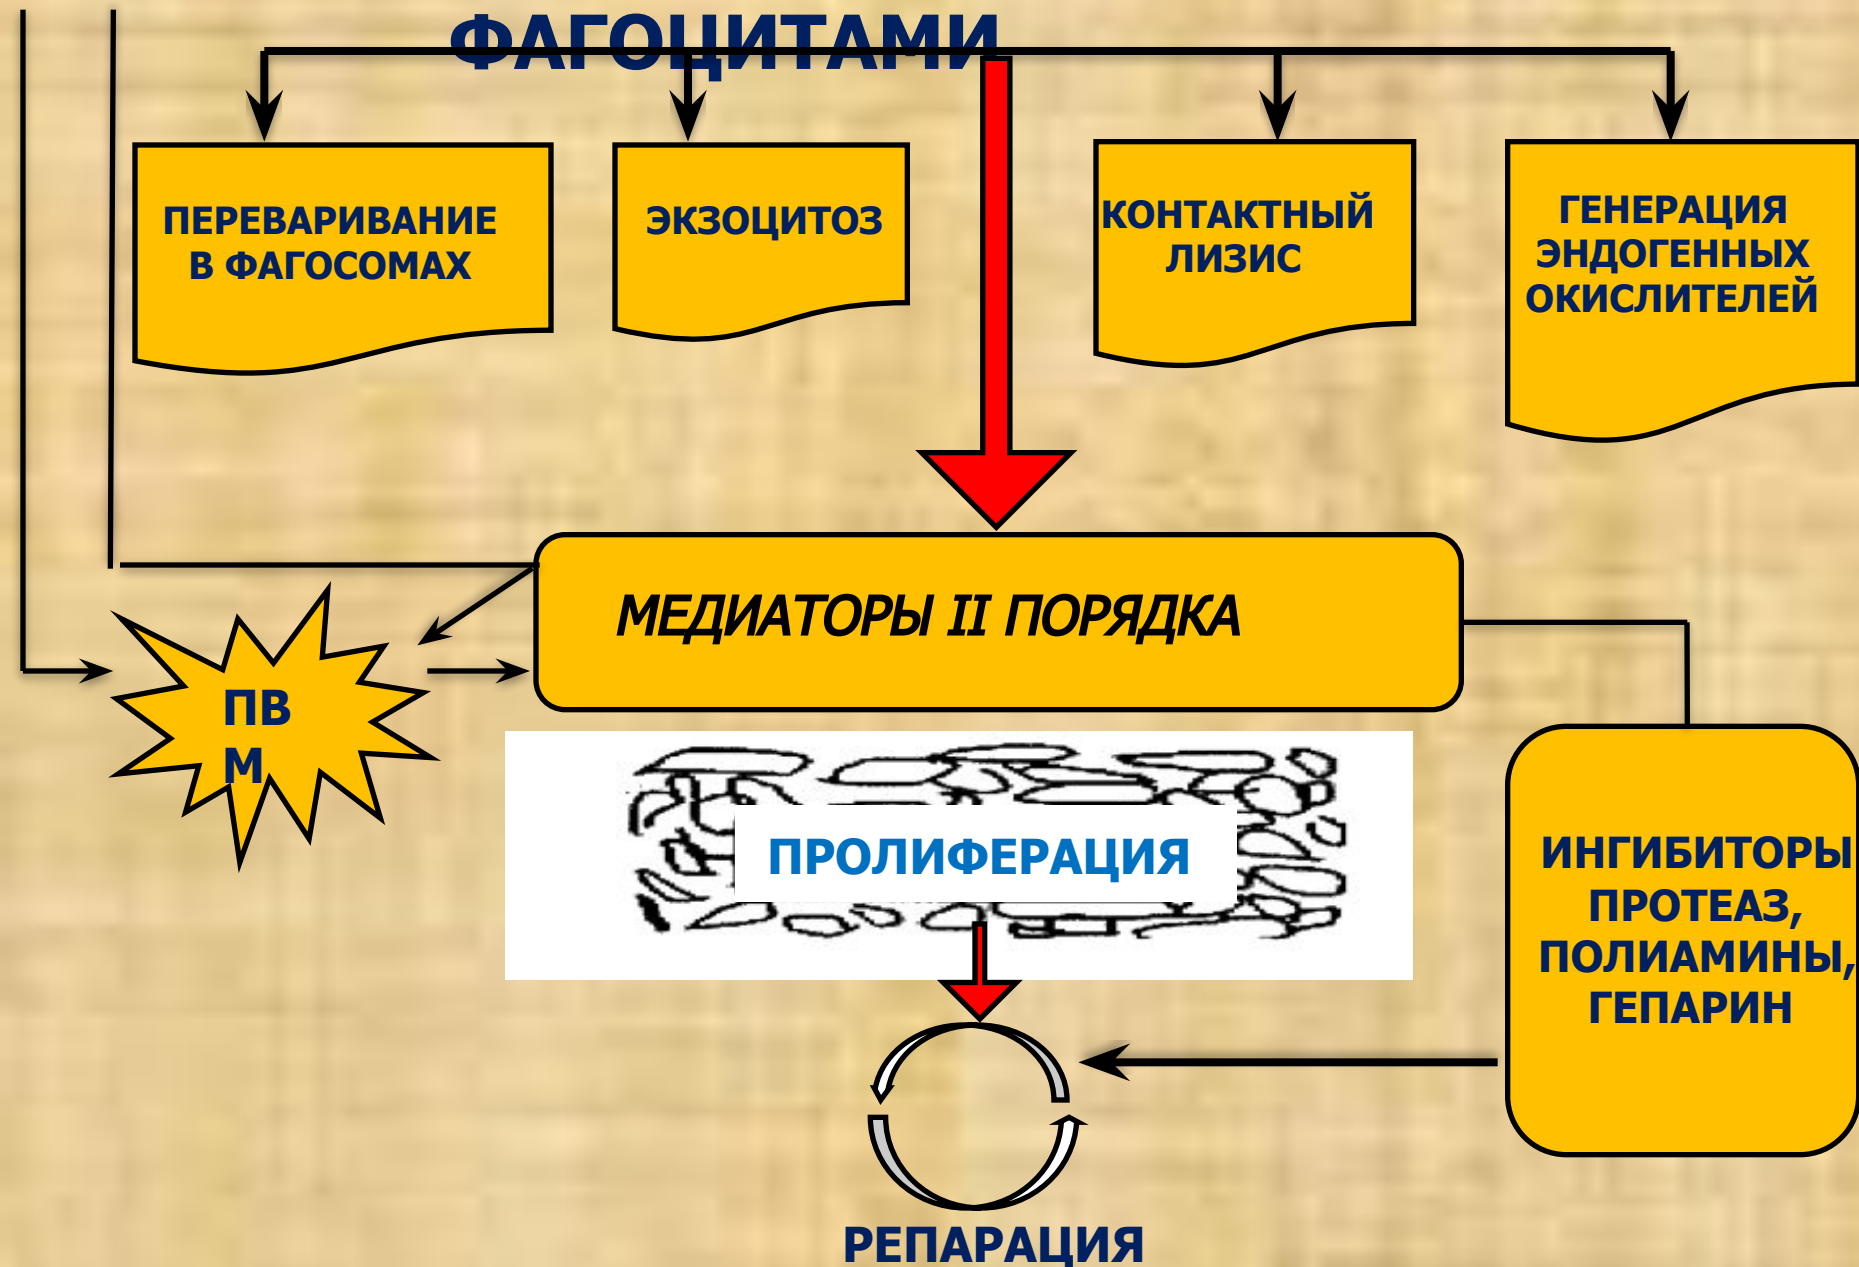 ФАГОЦИТАМИ
ПЕРЕВАРИВАНИЕ
В ФАГОСОМАХ
ЭКЗОЦИТОЗ
КОНТАКТНЫЙ
ЛИЗИС
ГЕНЕРАЦИЯ
ЭНДОГЕННЫХ
ОКИСЛИТЕЛЕЙ
МЕДИАТОРЫ II ПОРЯДКА
ПВ
М
ПРОЛИФЕРАЦИЯ
ИНГИБИТОРЫ
ПРОТЕАЗ,
ПОЛИАМИНЫ,
ГЕПАРИН
РЕПАРАЦИЯ